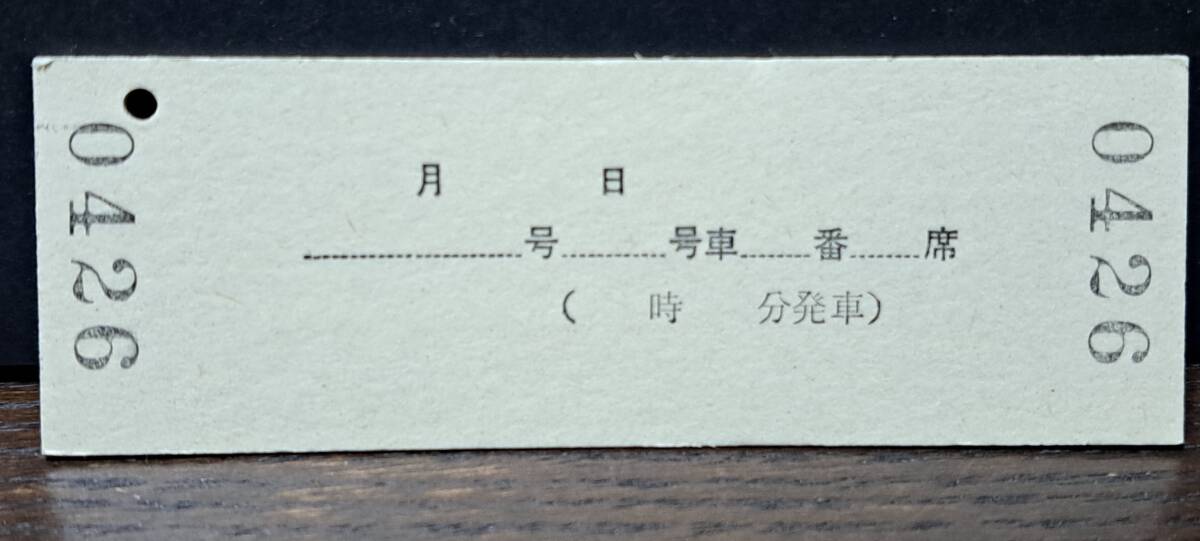 0426
月 日
号 号車 番 席
( 時 分発車)
0426